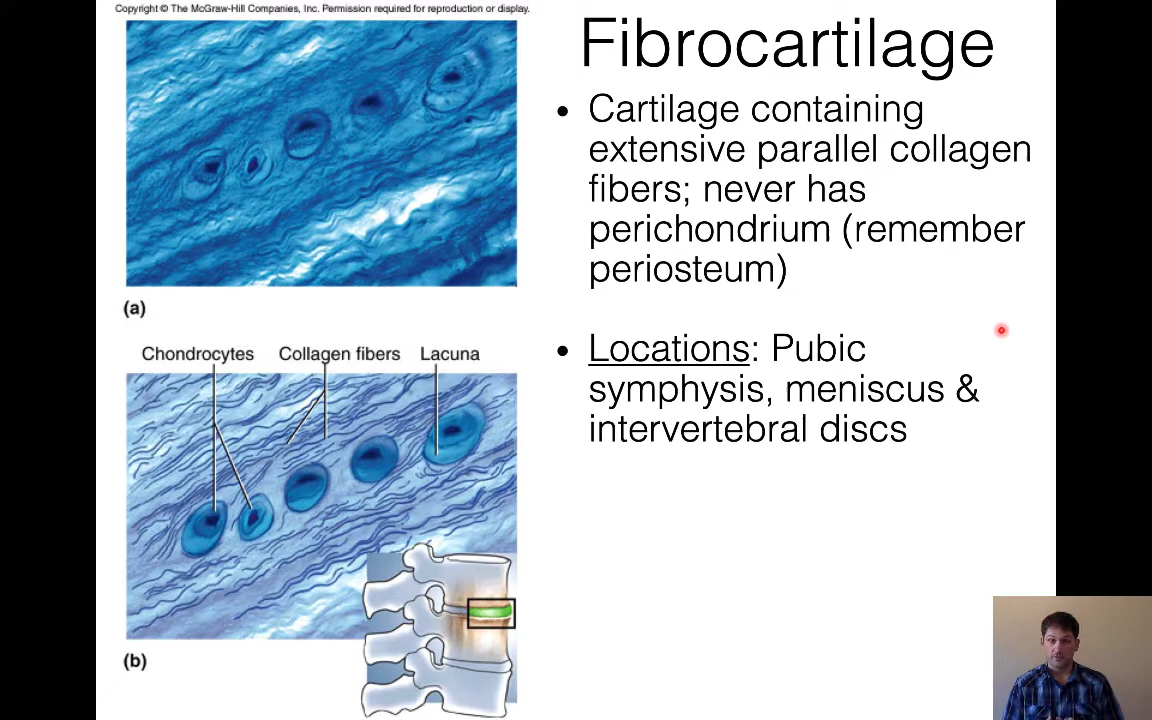 Copyright © The McGraw-Hill Companies, Inc. Permission required for reproduction or display.
Fibrocartilage
• Cartilage containing
extensive parallel collagen
fibers; never has
perichondrium (remember
periosteum)
• Locations: Pubic
symphysis, meniscus &
intervertebral discs
(a)
Chondrocytes Collagen fibers Lacuna
(b)